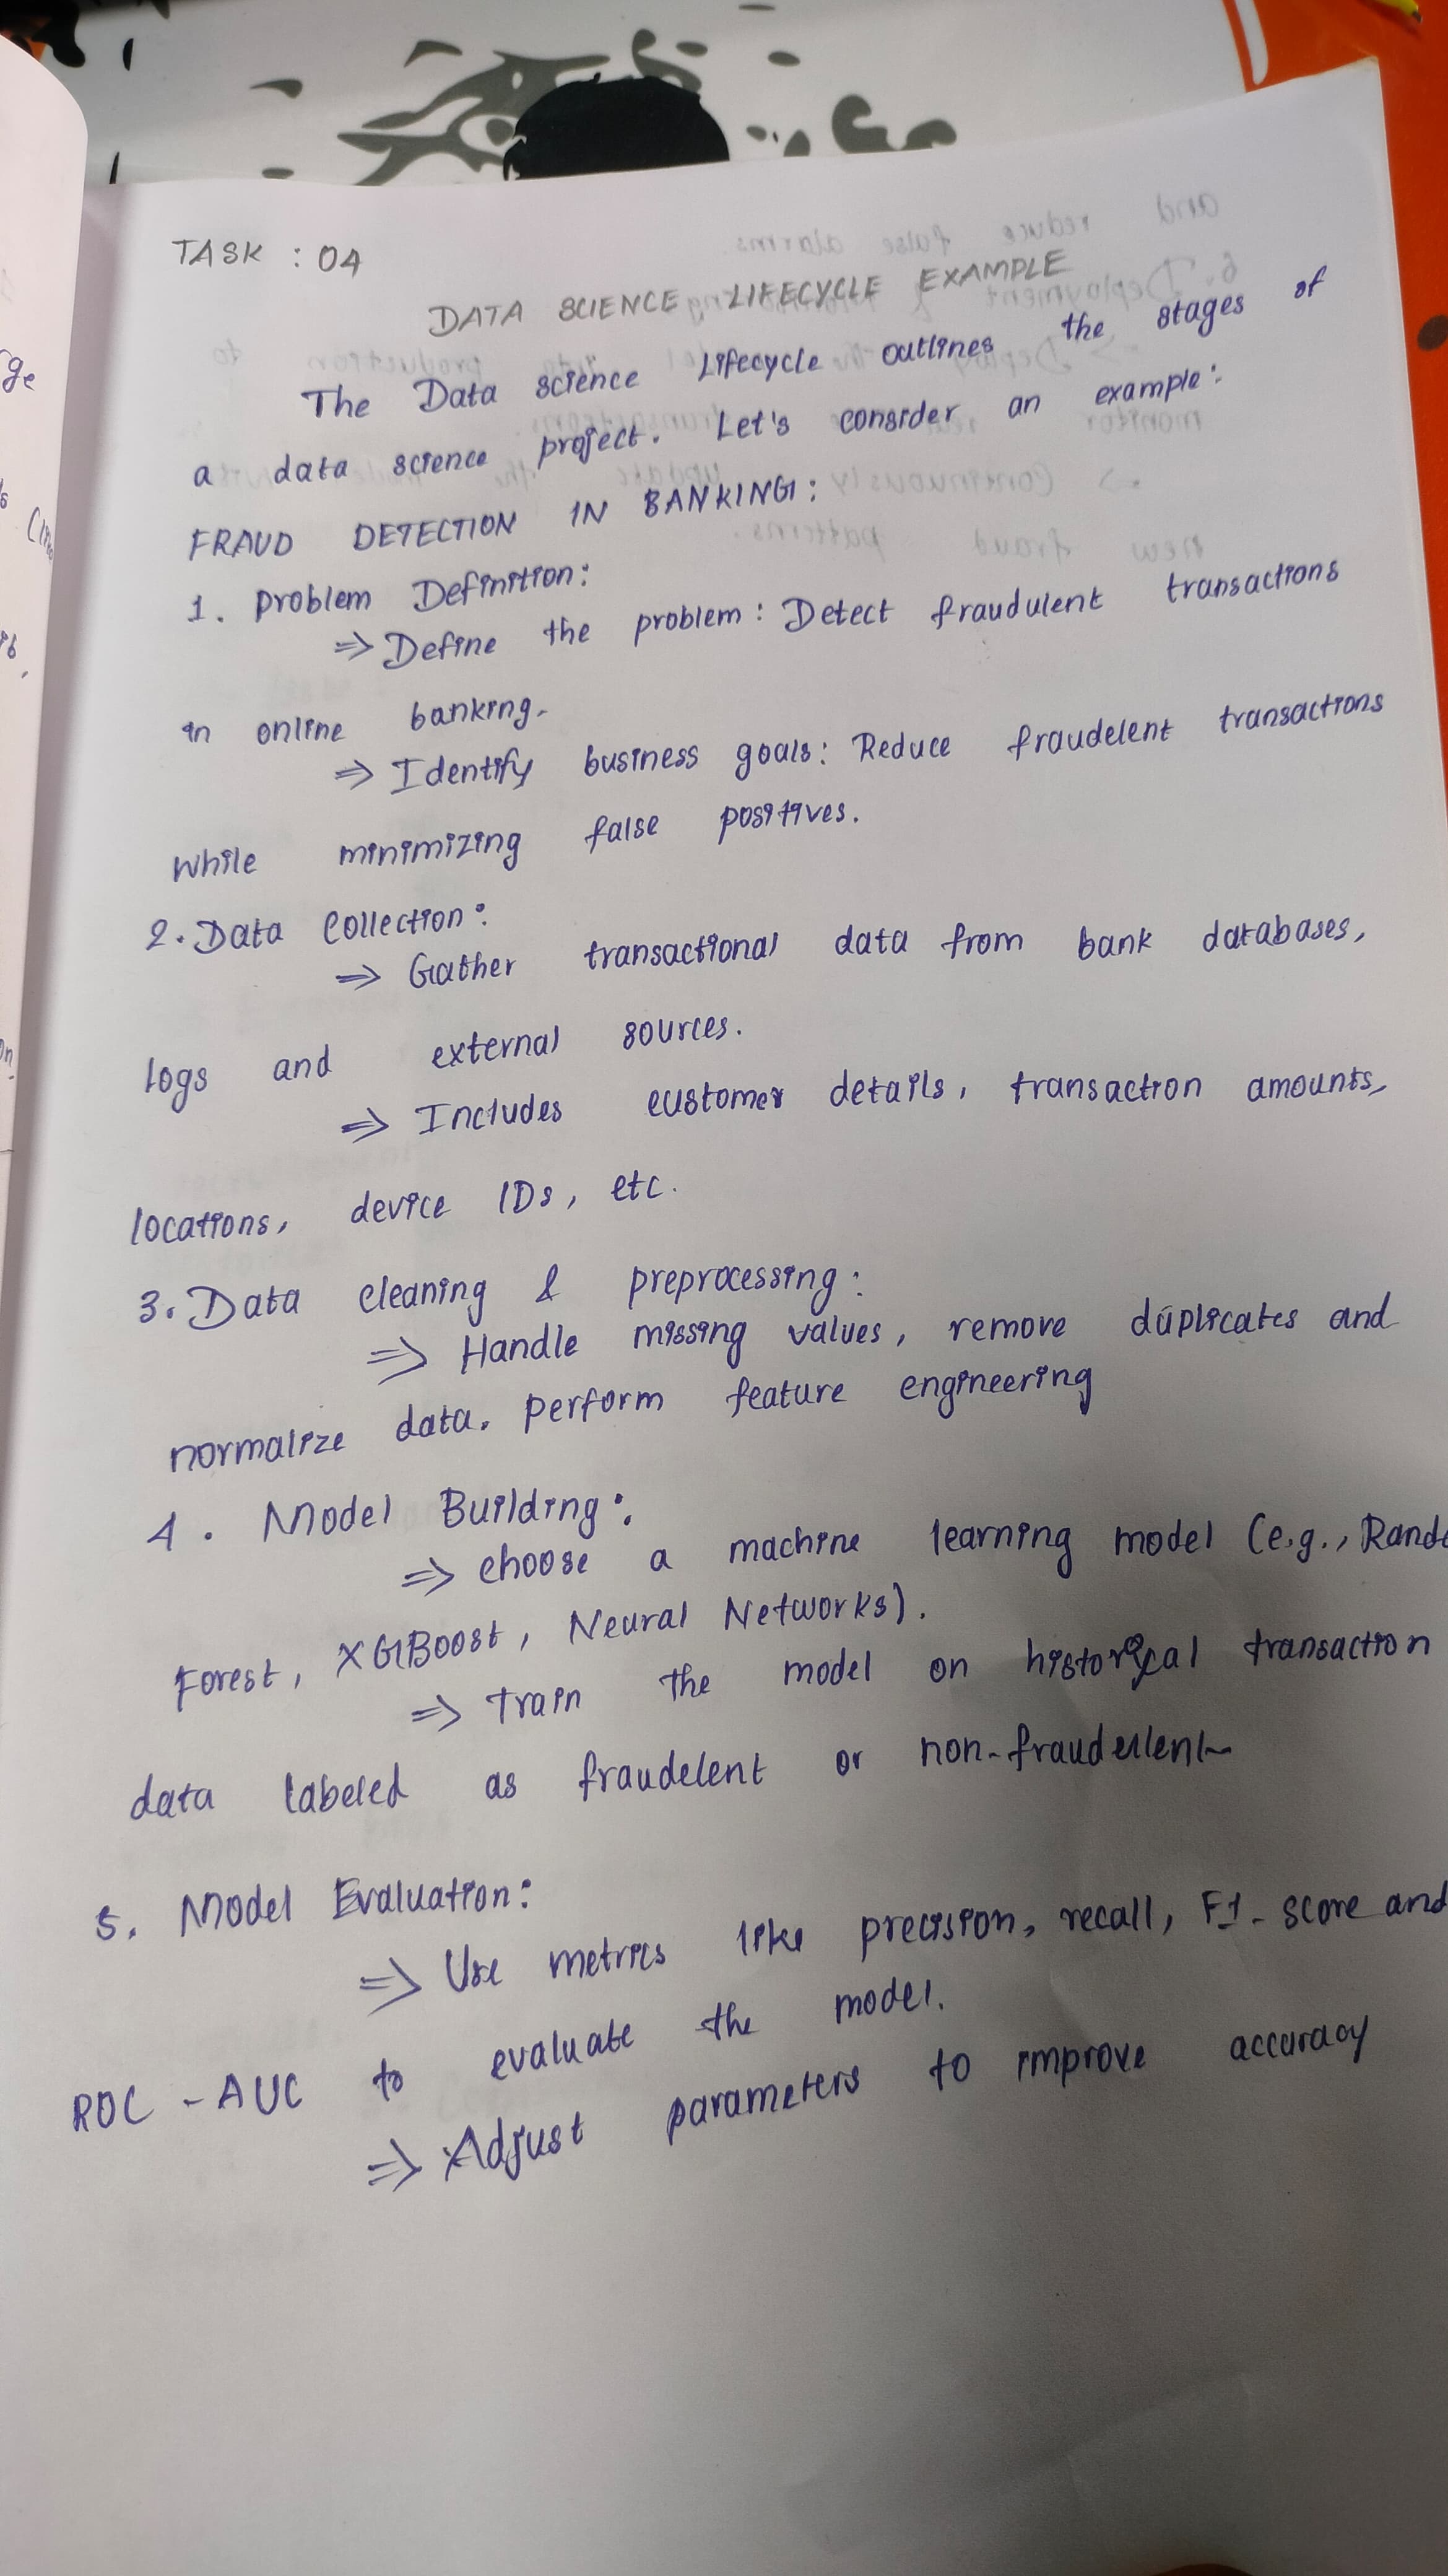 TASK : 04
DATA SCIENCE LIFECYCLE EXAMPLE
The Data science Lifecycle outlines the stages of
a data science project. Let's consider an example:
FRAUD DETECTION IN BANKING:
1. Problem Definition:
⇒ Define the problem: Detect fraudulent transactions
in online banking.
⇒ Identify business goals: Reduce fraudelent transactions
while minimizing false positives.
2. Data Collection:
⇒ Gather transactional data from bank databases,
logs and external sources.
⇒ Includes customer details, transaction amounts,
locations, device IDs, etc.
3. Data cleaning & preprocessing:
⇒ Handle missing values, remove duplicates and
normalize data. Perform feature engineering
4. Model Building:
⇒ choose a machine learning model (e.g., Rando
Forest, XGBoost, Neural Networks).
⇒ Train the model on historical transaction
data labeled as fraudelent or non-fraudelent
5. Model Evaluation:
⇒ Use metrics like precision, recall, F1-score and
ROC-AUC to evaluate the model.
⇒ Adjust parameters to improve accuracy